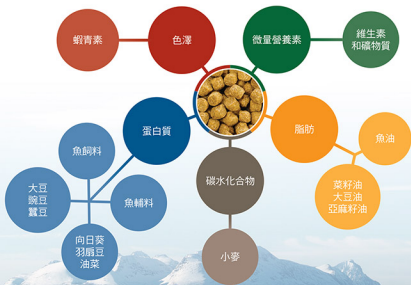 蝦青素
色澤
微量營養素
維生素
和礦物質
蛋白質
脂肪
魚油
魚飼料
碳水化合物
菜籽油
大豆油
亞麻籽油
大豆
豌豆
蠶豆
魚輔料
向日葵
羽扇豆
油菜
小麥